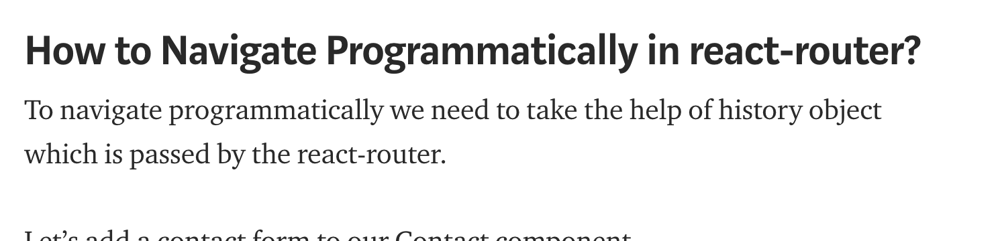 How to Navigate Programmatically in react-router?
To navigate programmatically we need to take the help of history object
which is passed by the react-router.
Let’s add a contact form to our Contact component